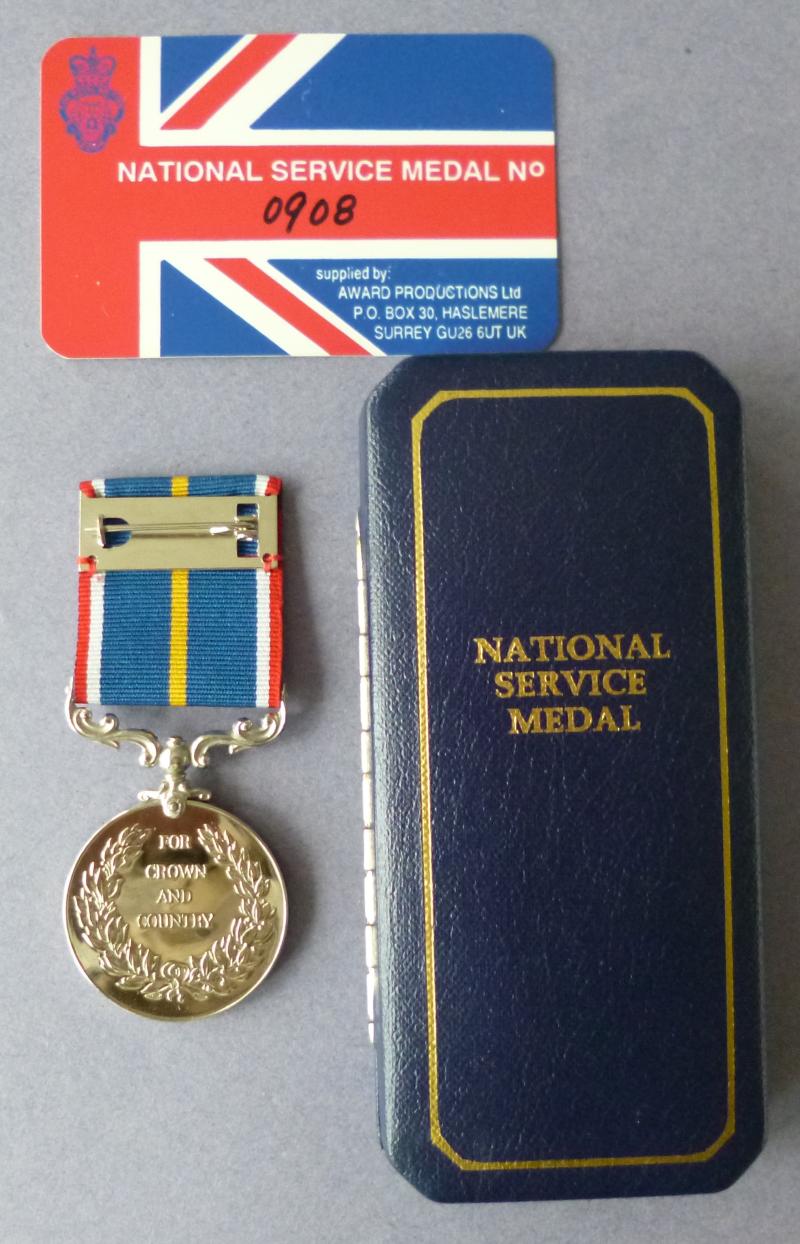 NATIONAL SERVICE MEDAL Nº
0908
supplied by:
AWARD PRODUCTIONS Ltd
P.O. BOX 30, HASLEMERE
SURREY GU26 6UT UK
NATIONAL
SERVICE
MEDAL
FOR
CROWN
AND
COUNTRY